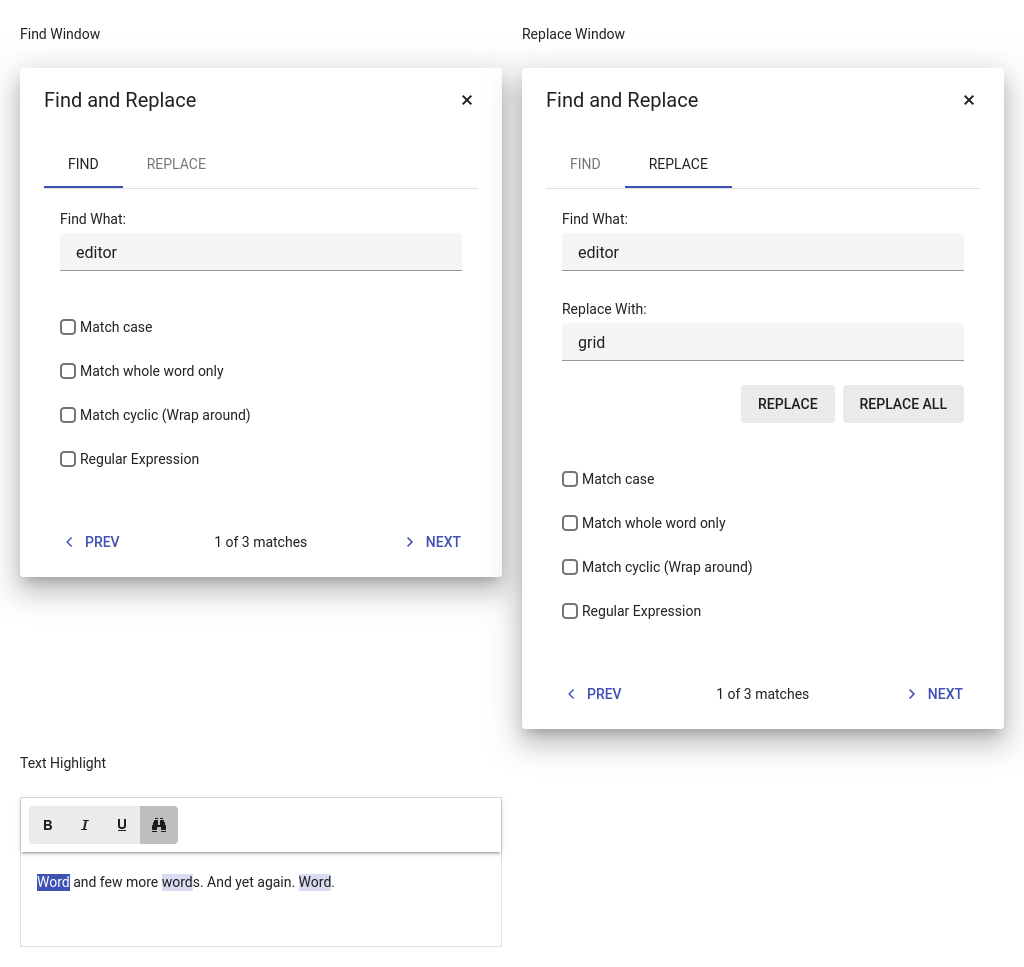 Find Window
Find and Replace
×
FIND REPLACE
Find What:
editor
Match case
Match whole word only
Match cyclic (Wrap around)
Regular Expression
PREV 1 of 3 matches NEXT
Replace Window
Find and Replace
×
FIND REPLACE
Find What:
editor
Replace With:
grid
REPLACE REPLACE ALL
Match case
Match whole word only
Match cyclic (Wrap around)
Regular Expression
PREV 1 of 3 matches NEXT
Text Highlight
B I U
Word and few more words. And yet again. Word.